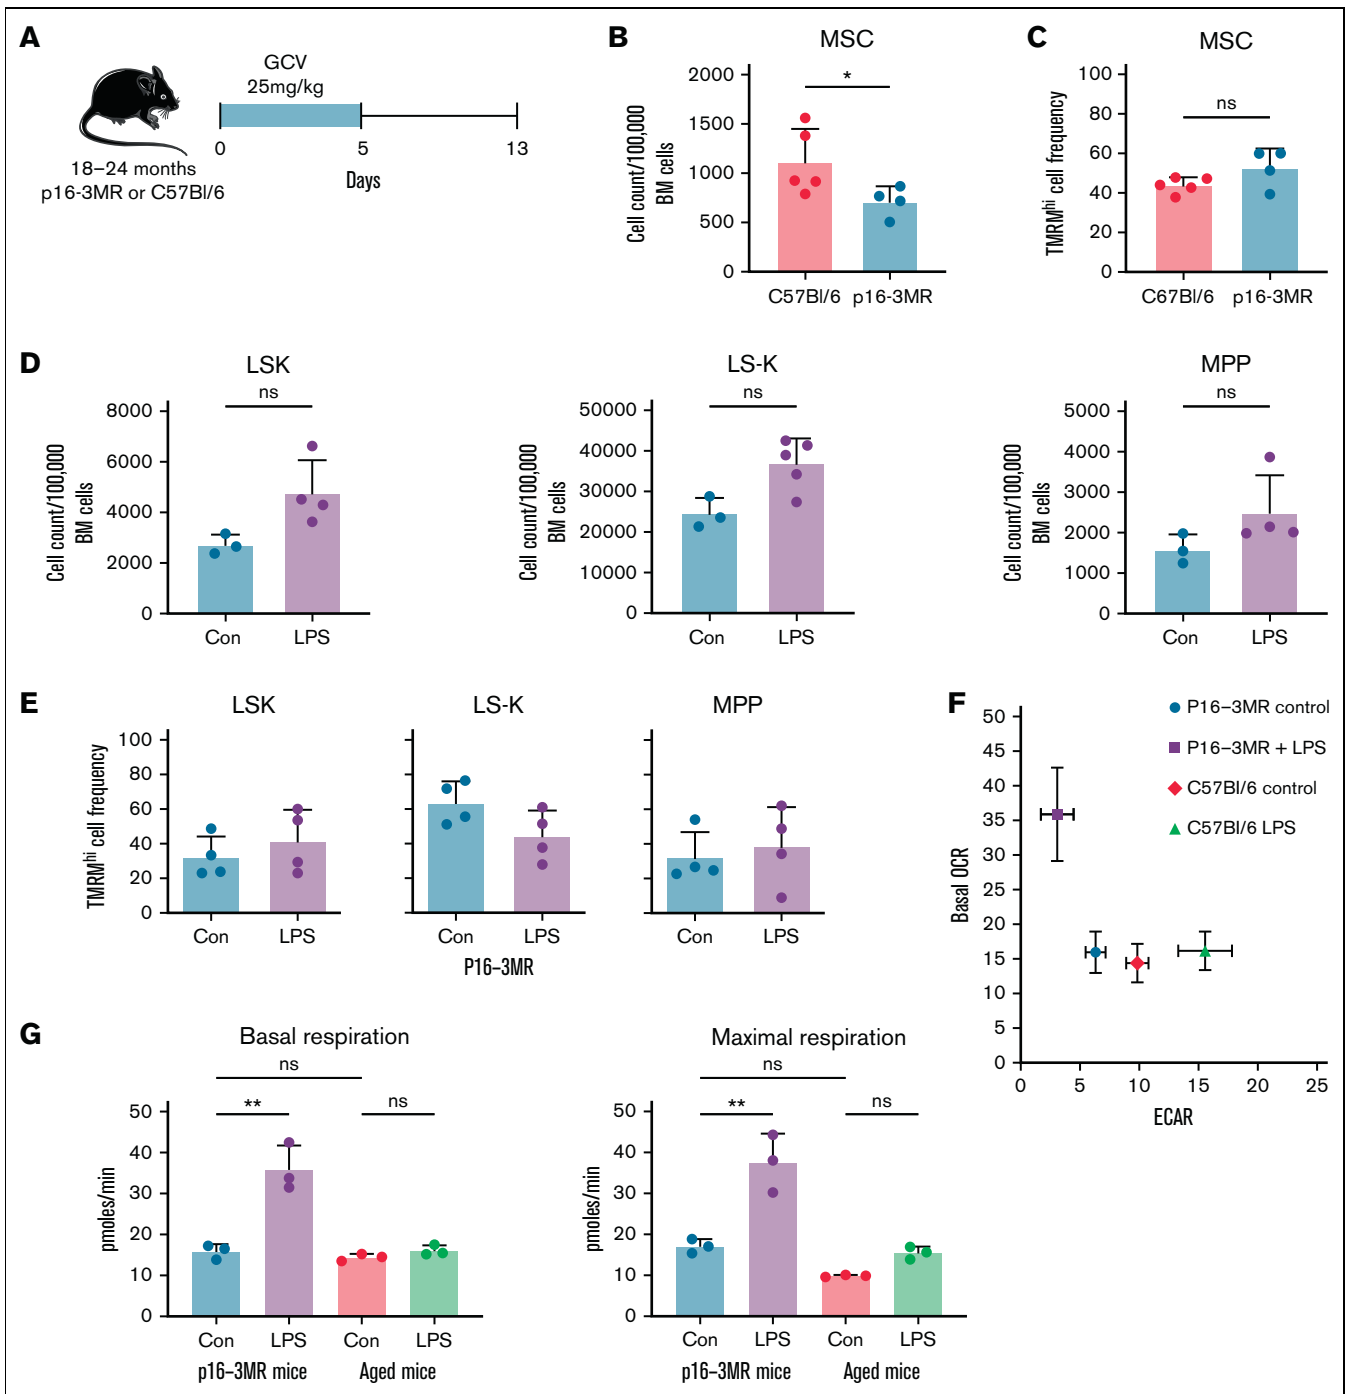 A
GCV
25mg/kg
0
5
13
Days
18–24 months
p16-3MR or C57Bl/6
B
MSC
*
2000
1500
1000
500
0
Cell count/100,000
BM cells
C57Bl/6
p16-3MR
C
MSC
ns
100
80
60
40
20
0
TMRMhi cell frequency
C67Bl/6
p16-3MR
D
LSK
ns
8000
6000
4000
2000
0
Cell count/100,000
BM cells
Con
LPS
LS-K
ns
50000
40000
30000
20000
10000
0
Cell count/100,000
BM cells
Con
LPS
MPP
ns
5000
4000
3000
2000
1000
0
Cell count/100,000
BM cells
Con
LPS
E
LSK
100
80
60
40
20
0
TMRMhi cell frequency
Con
LPS
LS-K
Con
LPS
P16–3MR
MPP
Con
LPS
F
P16–3MR control
P16–3MR + LPS
C57Bl/6 control
C57Bl/6 LPS
50
45
40
35
30
25
20
15
10
5
0
Basal OCR
0
5
10
15
20
25
ECAR
G
Basal respiration
ns
**
ns
50
40
30
20
10
0
pmoles/min
Con
LPS
Con
LPS
p16–3MR mice
Aged mice
Maximal respiration
ns
**
ns
50
40
30
20
10
0
pmoles/min
Con
LPS
Con
LPS
p16–3MR mice
Aged mice